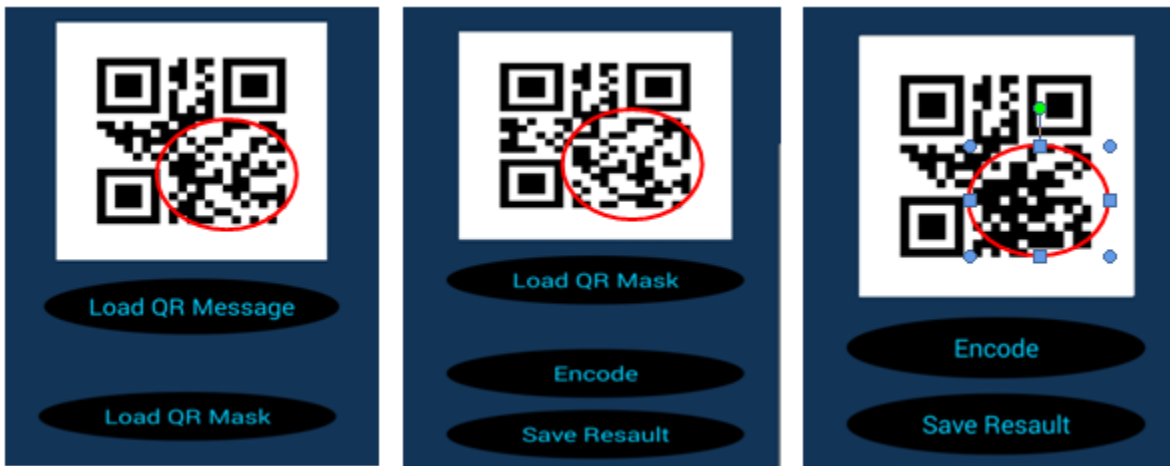 Load QR Message
Load QR Mask
Load QR Mask
Encode
Save Resault
Encode
Save Resault